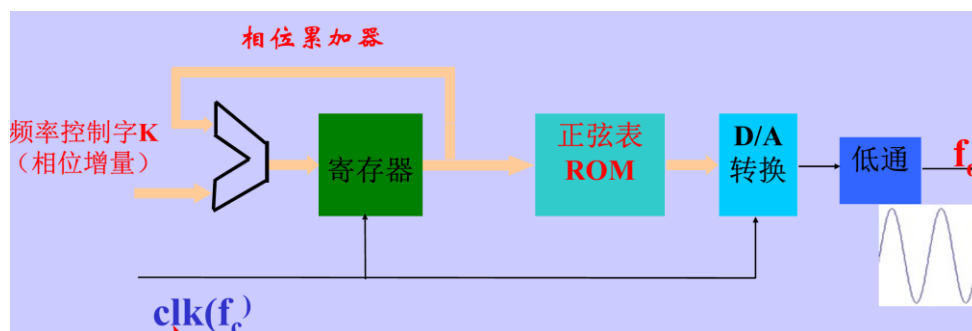 相位累加器
频率控制字K
（相位增量）
寄存器
正弦表
ROM
D/A
转换
低通
clk(fc)